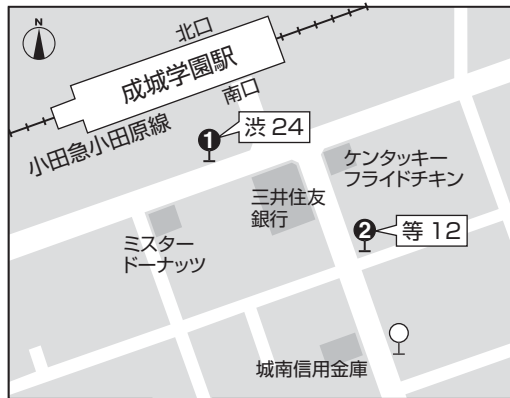 N
北口
成城学園駅
南口
小田急小田原線
1
渋 24
ケンタッキー
フライドチキン
三井住友
銀行
2
等 12
ミスター
ドーナッツ
城南信用金庫